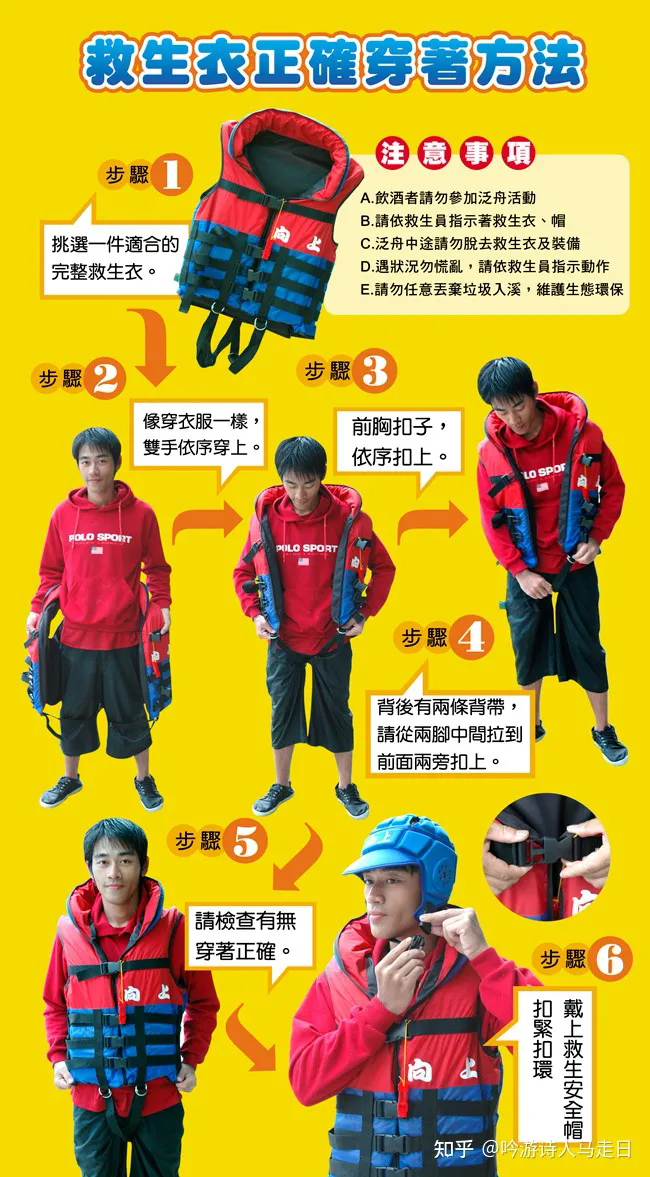 救生衣正確穿著方法
步驟1
挑選一件適合的
完整救生衣。
注意事項
A.飲酒者請勿參加泛舟活動
B.請依救生員指示著救生衣、帽
C.泛舟中途請勿脫去救生衣及裝備
D.遇狀況勿慌亂，請依救生員指示動作
E.請勿任意丟棄垃圾入溪，維護生態環保
向上
步驟2
像穿衣服一樣，
雙手依序穿上。
步驟3
前胸扣子，
依序扣上。
POLO SPORT
POLO SPORT
POLO SPOR
向
步驟4
背後有兩條背帶，
請從兩腳中間拉到
前面兩旁扣上。
步驟5
請檢查有無
穿著正確。
向上
步驟6
戴上救生安全帽
扣緊扣環
向上
向上
向
知乎 @吟游诗人马走日